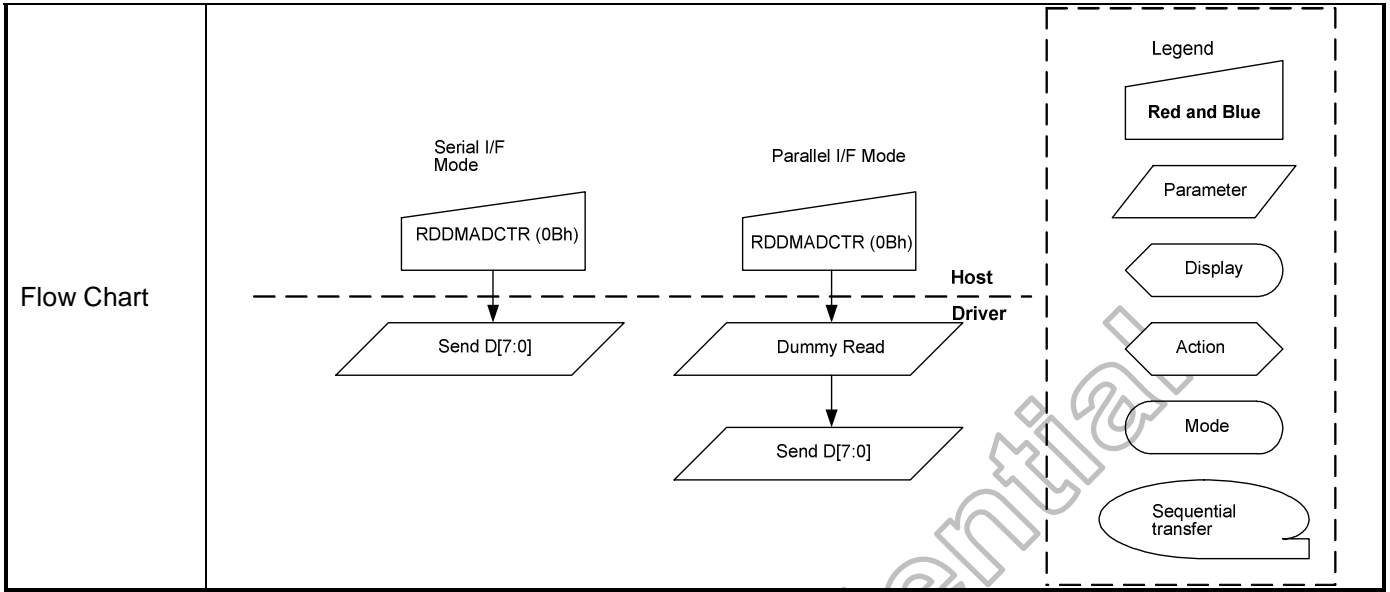 Flow Chart
Serial I/F
Mode
RDDMADCTR (0Bh)
Send D[7:0]
Parallel I/F Mode
RDDMADCTR (0Bh)
Host
Driver
Dummy Read
Send D[7:0]
Legend
Red and Blue
Parameter
Display
Action
Mode
Sequential
transfer
ential